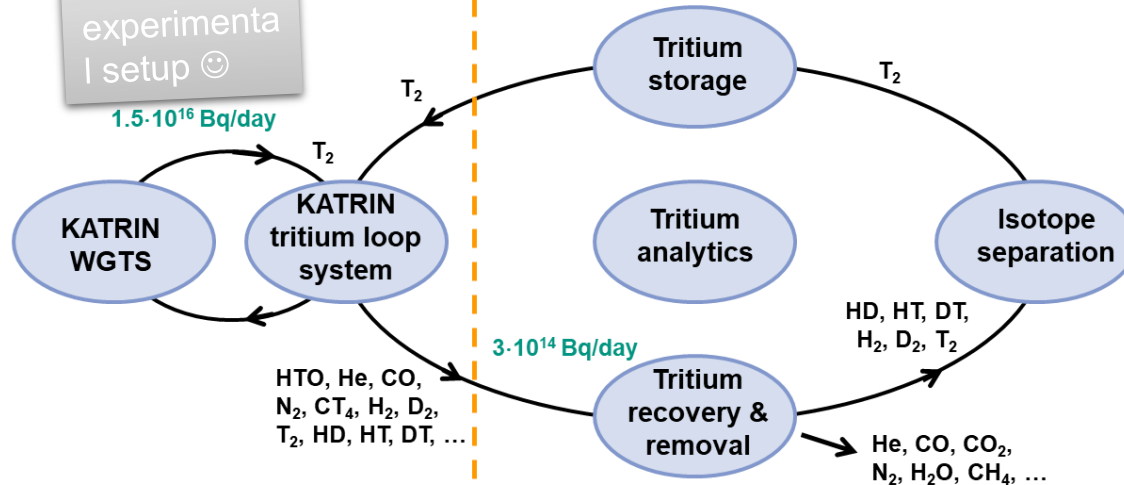 experimenta
l setup ☺
1.5·10¹⁶ Bq/day
T₂
KATRIN
WGTS
KATRIN
tritium loop
system
T₂
Tritium
storage
T₂
Tritium
analytics
Isotope
separation
HD, HT, DT,
H₂, D₂, T₂
3·10¹⁴ Bq/day
HTO, He, CO,
N₂, CT₄, H₂, D₂,
T₂, HD, HT, DT, …
Tritium
recovery &
removal
He, CO, CO₂,
N₂, H₂O, CH₄, …